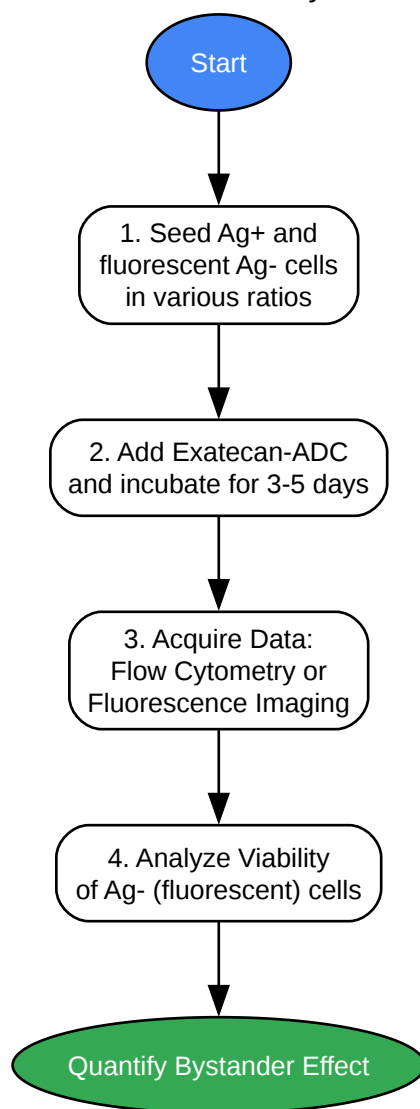 Start
1. Seed Ag+ and
fluorescent Ag- cells
in various ratios
2. Add Exatecan-ADC
and incubate for 3-5 days
3. Acquire Data:
Flow Cytometry or
Fluorescence Imaging
4. Analyze Viability
of Ag- (fluorescent) cells
Quantify Bystander Effect